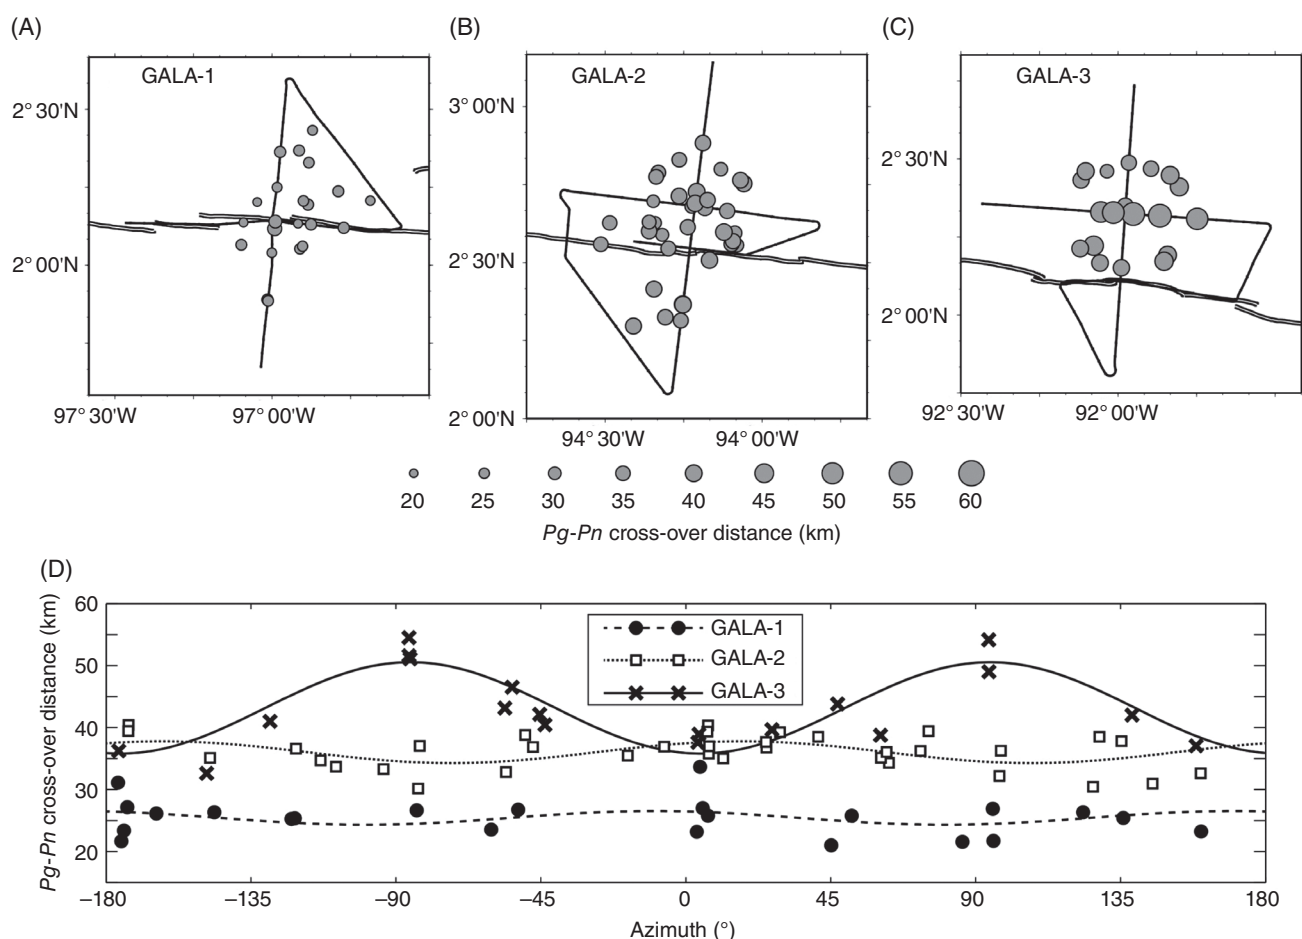 (A)
GALA-1
2° 30'N
2° 00'N
97° 30'W 97° 00'W
(B)
GALA-2
3° 00'N
2° 30'N
2° 00'N
94° 30'W 94° 00'W
(C)
GALA-3
2° 30'N
2° 00'N
92° 30'W 92° 00'W
20 25 30 35 40 45 50 55 60
Pg-Pn cross-over distance (km)
(D)
Pg-Pn cross-over distance (km)
60
50
40
30
20
GALA-1
GALA-2
GALA-3
–180 –135 –90 –45 0 45 90 135 180
Azimuth (°)